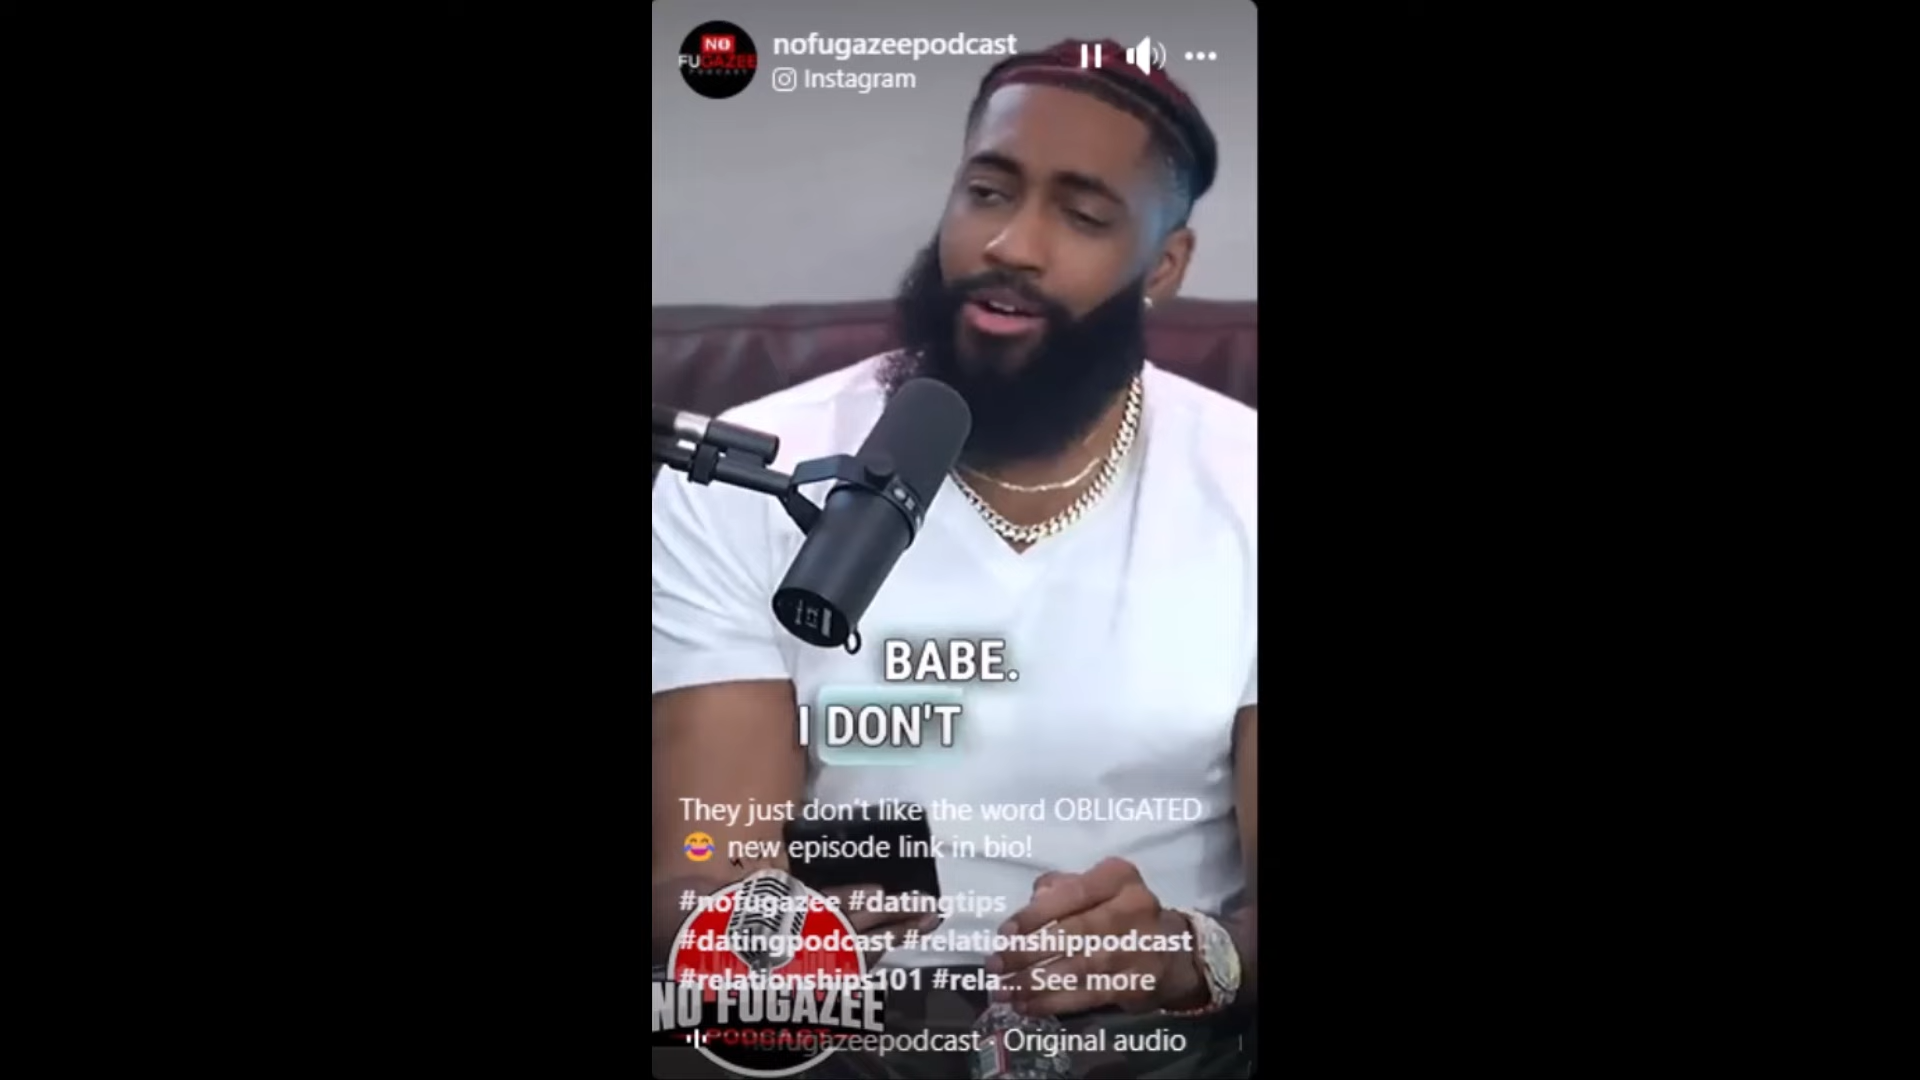 NO
FUGAZEE
PODCAST
nofugazeepodcast
Instagram
BABE.
I DON'T
They just don't like the word OBLIGATED
😂 new episode link in bio!
#nofugazee #datingtips
#datingpodcast #relationshippodcast
#relationships101 #rela... See more
NO FUGAZEE
PODCAST
nofugazeepodcast · Original audio